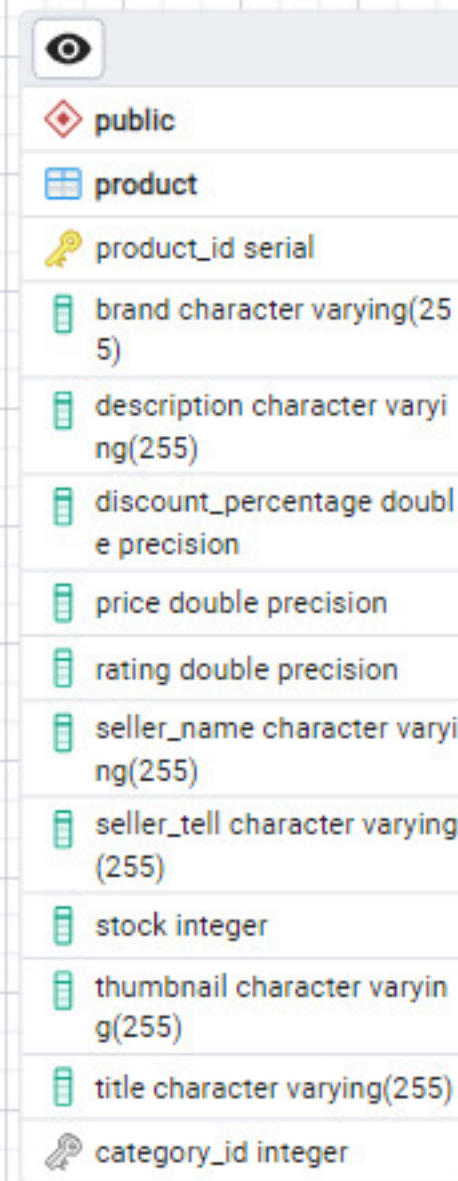 public
product
product_id serial
brand character varying(25
5)
description character varyi
ng(255)
discount_percentage doubl
e precision
price double precision
rating double precision
seller_name character varyi
ng(255)
seller_tell character varying
(255)
stock integer
thumbnail character varyin
g(255)
title character varying(255)
category_id integer